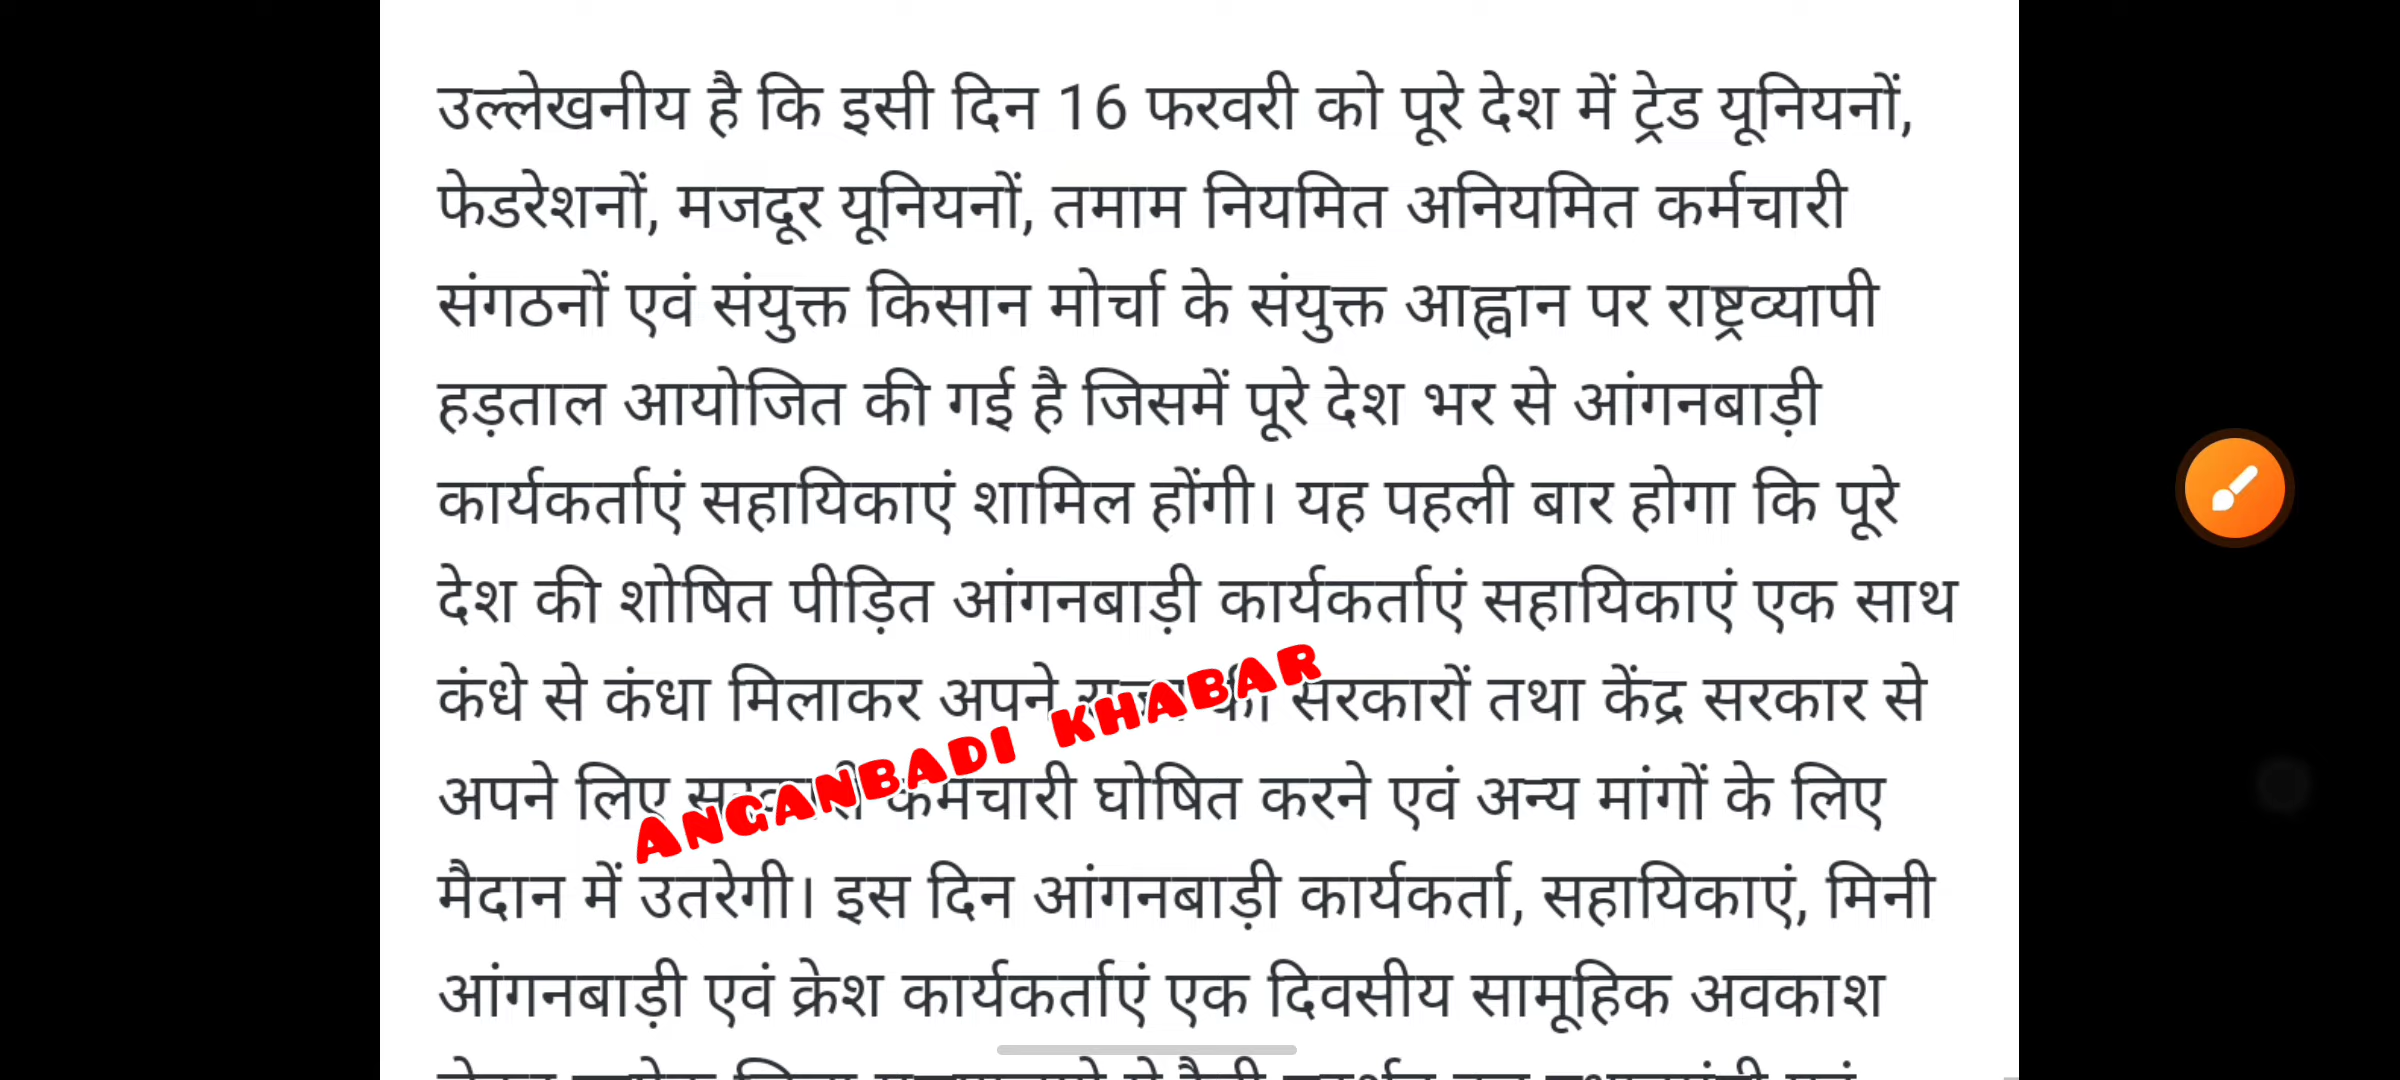 उल्लेखनीय है कि इसी दिन 16 फरवरी को पूरे देश में ट्रेड यूनियनों,
फेडरेशनों, मजदूर यूनियनों, तमाम नियमित अनियमित कर्मचारी
संगठनों एवं संयुक्त किसान मोर्चा के संयुक्त आह्वान पर राष्ट्रव्यापी
हड़ताल आयोजित की गई है जिसमें पूरे देश भर से आंगनबाड़ी
कार्यकर्ताएं सहायिकाएं शामिल होंगी। यह पहली बार होगा कि पूरे
देश की शोषित पीड़ित आंगनबाड़ी कार्यकर्ताएं सहायिकाएं एक साथ
कंधे से कंधा मिलाकर अपने की सरकारों तथा केंद्र सरकार से
अपने लिए कर्मचारी घोषित करने एवं अन्य मांगों के लिए
ANGANBADI KHABAR
मैदान में उतरेगी। इस दिन आंगनबाड़ी कार्यकर्ता, सहायिकाएं, मिनी
आंगनबाड़ी एवं क्रेश कार्यकर्ताएं एक दिवसीय सामूहिक अवकाश